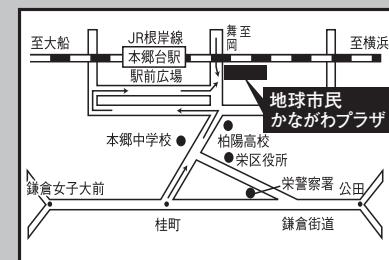 至大船
JR根岸線
本郷台駅
駅前広場
舞岡
至
至横浜
地球市民
かながわプラザ
本郷中学校
柏陽高校
栄区役所
栄警察署
鎌倉女子大前
公田
桂町
鎌倉街道